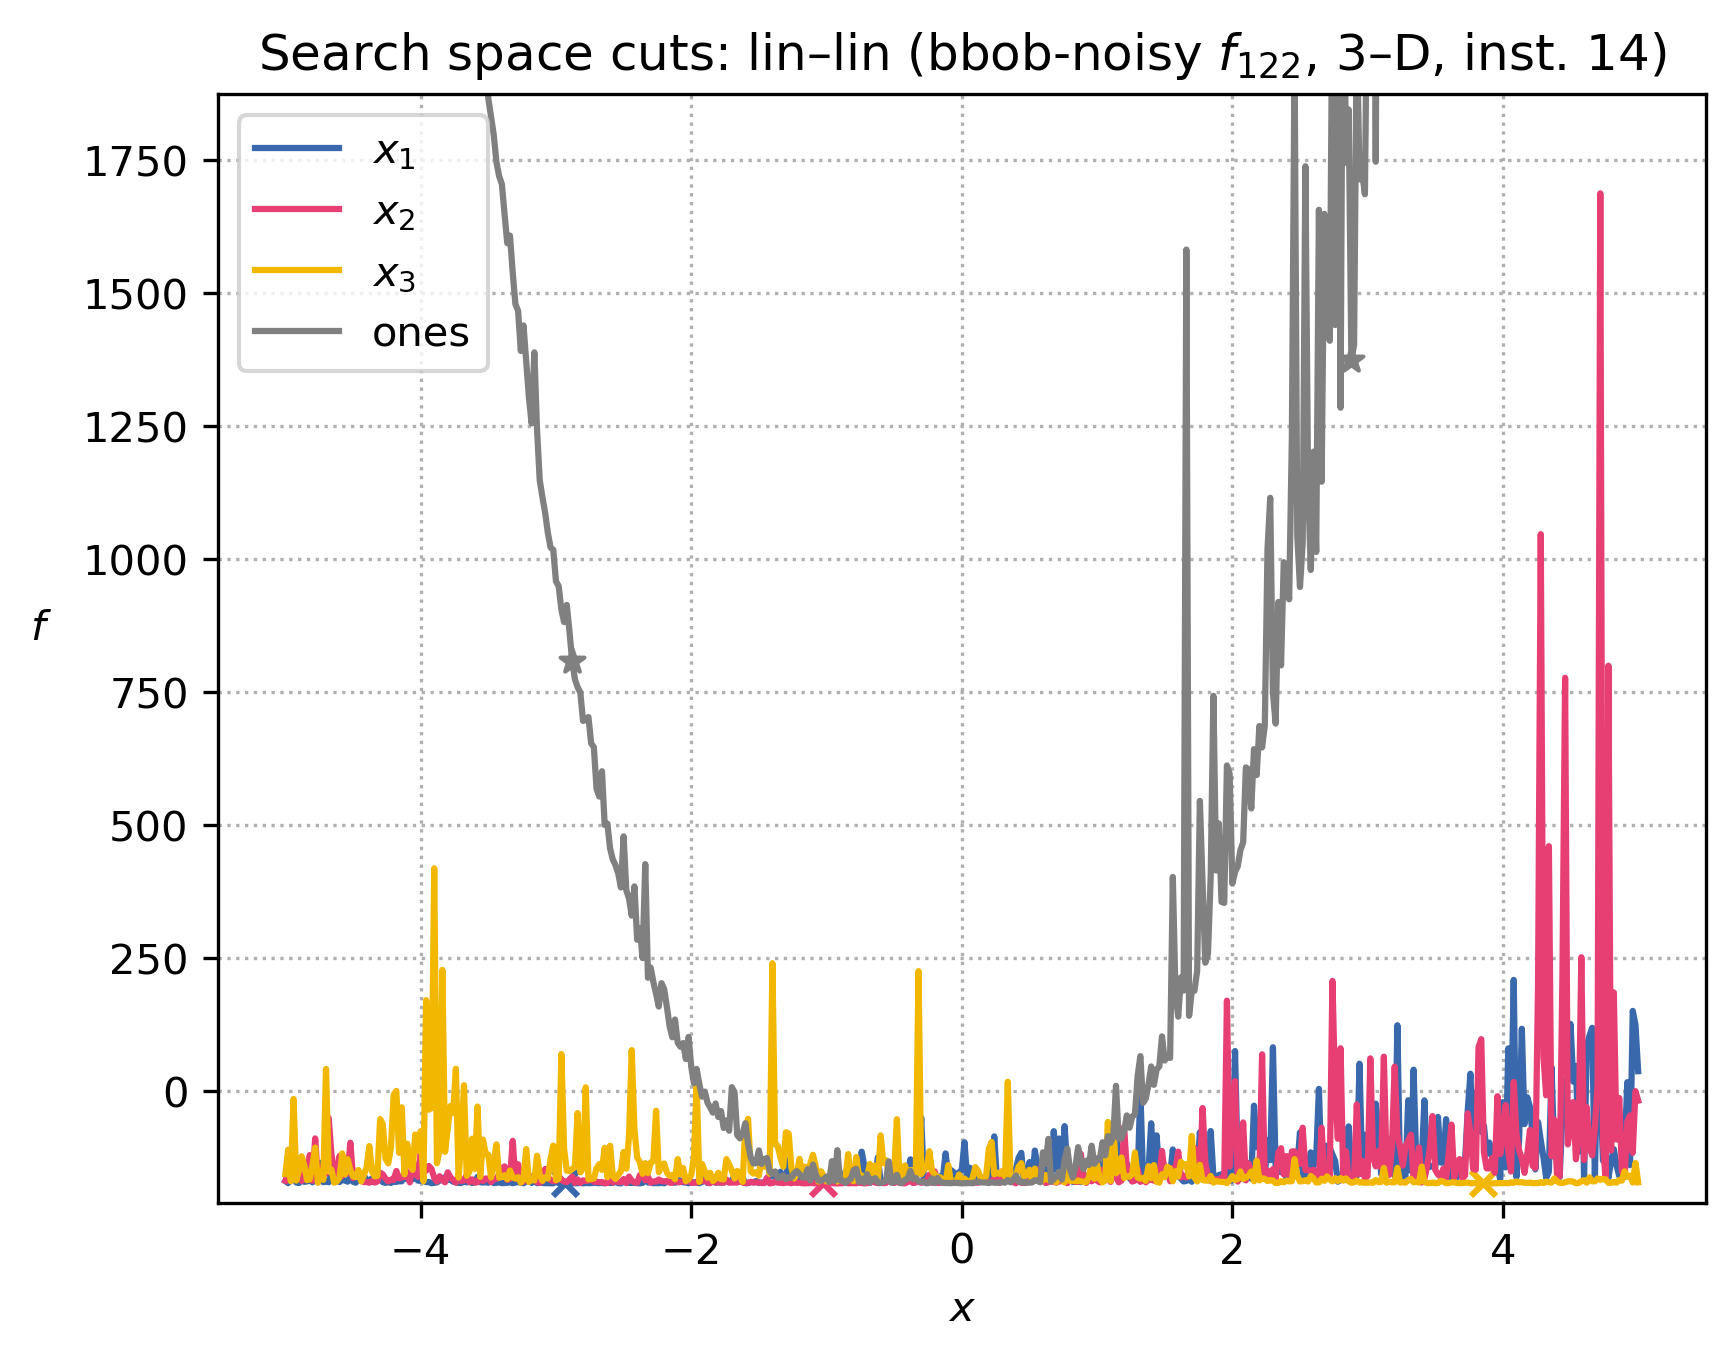 Search space cuts: lin–lin (bbob-noisy f₁₂₂, 3–D, inst. 14)
x₁
x₂
x₃
ones
1750
1500
1250
1000
750
500
250
0
f
−4 −2 0 2 4
x